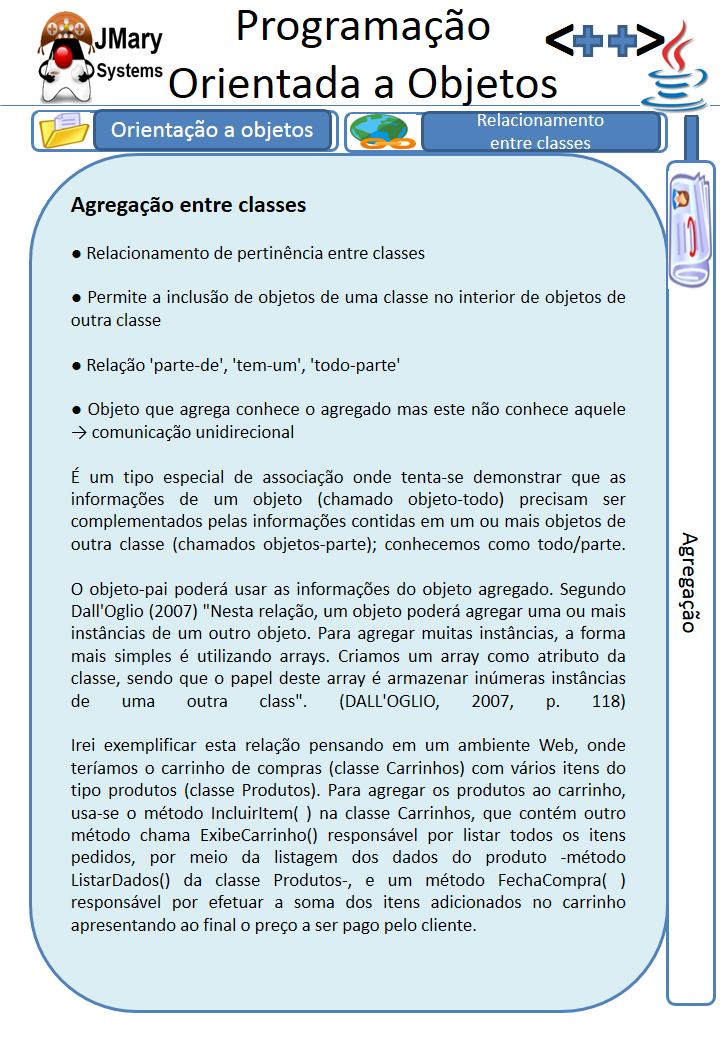 JMary
Systems
Programação
Orientada a Objetos
<++>
Orientação a objetos
Relacionamento
entre classes
Agregação entre classes
● Relacionamento de pertinência entre classes
● Permite a inclusão de objetos de uma classe no interior de objetos de
outra classe
● Relação 'parte-de', 'tem-um', 'todo-parte'
● Objeto que agrega conhece o agregado mas este não conhece aquele
→ comunicação unidirecional
É um tipo especial de associação onde tenta-se demonstrar que as
informações de um objeto (chamado objeto-todo) precisam ser
complementados pelas informações contidas em um ou mais objetos de
outra classe (chamados objetos-parte); conhecemos como todo/parte.
O objeto-pai poderá usar as informações do objeto agregado. Segundo
Dall'Oglio (2007) "Nesta relação, um objeto poderá agregar uma ou mais
instâncias de um outro objeto. Para agregar muitas instâncias, a forma
mais simples é utilizando arrays. Criamos um array como atributo da
classe, sendo que o papel deste array é armazenar inúmeras instâncias
de uma outra class". (DALL'OGLIO, 2007, p. 118)
Irei exemplificar esta relação pensando em um ambiente Web, onde
teríamos o carrinho de compras (classe Carrinhos) com vários itens do
tipo produtos (classe Produtos). Para agregar os produtos ao carrinho,
usa-se o método IncluirItem( ) na classe Carrinhos, que contém outro
método chama ExibeCarrinho() responsável por listar todos os itens
pedidos, por meio da listagem dos dados do produto -método
ListarDados() da classe Produtos-, e um método FechaCompra( )
responsável por efetuar a soma dos itens adicionados no carrinho
apresentando ao final o preço a ser pago pelo cliente.
Agregação